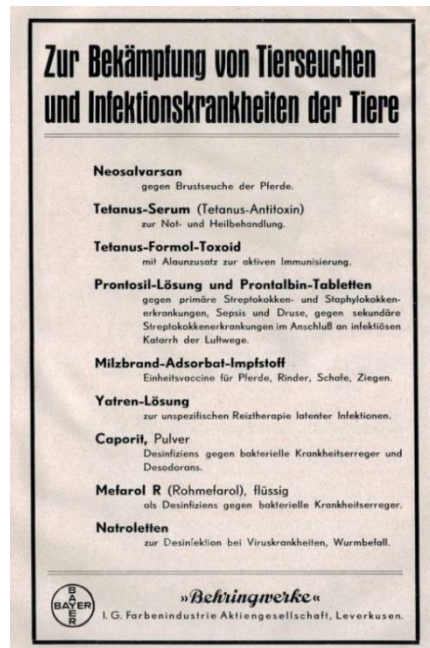 Zur Bekämpfung von Tierseuchen
und Infektionskrankheiten der Tiere
Neosalvarsan
gegen Brustseuche der Pferde.
Tetanus-Serum (Tetanus-Antitoxin)
zur Not- und Heilbehandlung.
Tetanus-Formol-Toxoid
mit Alaunzusatz zur aktiven Immunisierung.
Prontosil-Lösung und Prontalbin-Tabletten
gegen primäre Streptokokken- und Staphylokokken-
erkrankungen, Sepsis und Druse, gegen sekundäre
Streptokokkenerkrankungen im Anschluß an infektiösen
Katarrh der Luftwege.
Milzbrand-Adsorbat-Impfstoff
Einheitsvaccine für Pferde, Rinder, Schafe, Ziegen.
Yatren-Lösung
zur unspezifischen Reiztherapie latenter Infektionen.
Caporit, Pulver
Desinfiziens gegen bakterielle Krankheitserreger und
Desodorans.
Mefarol R (Rohmefarol), flüssig
als Desinfiziens gegen bakterielle Krankheitserreger.
Natroletten
zur Desinfektion bei Viruskrankheiten, Wurmbefall.
BAYER
BAYER
»Behringwerke«
I. G. Farbenindustrie Aktiengesellschaft, Leverkusen.